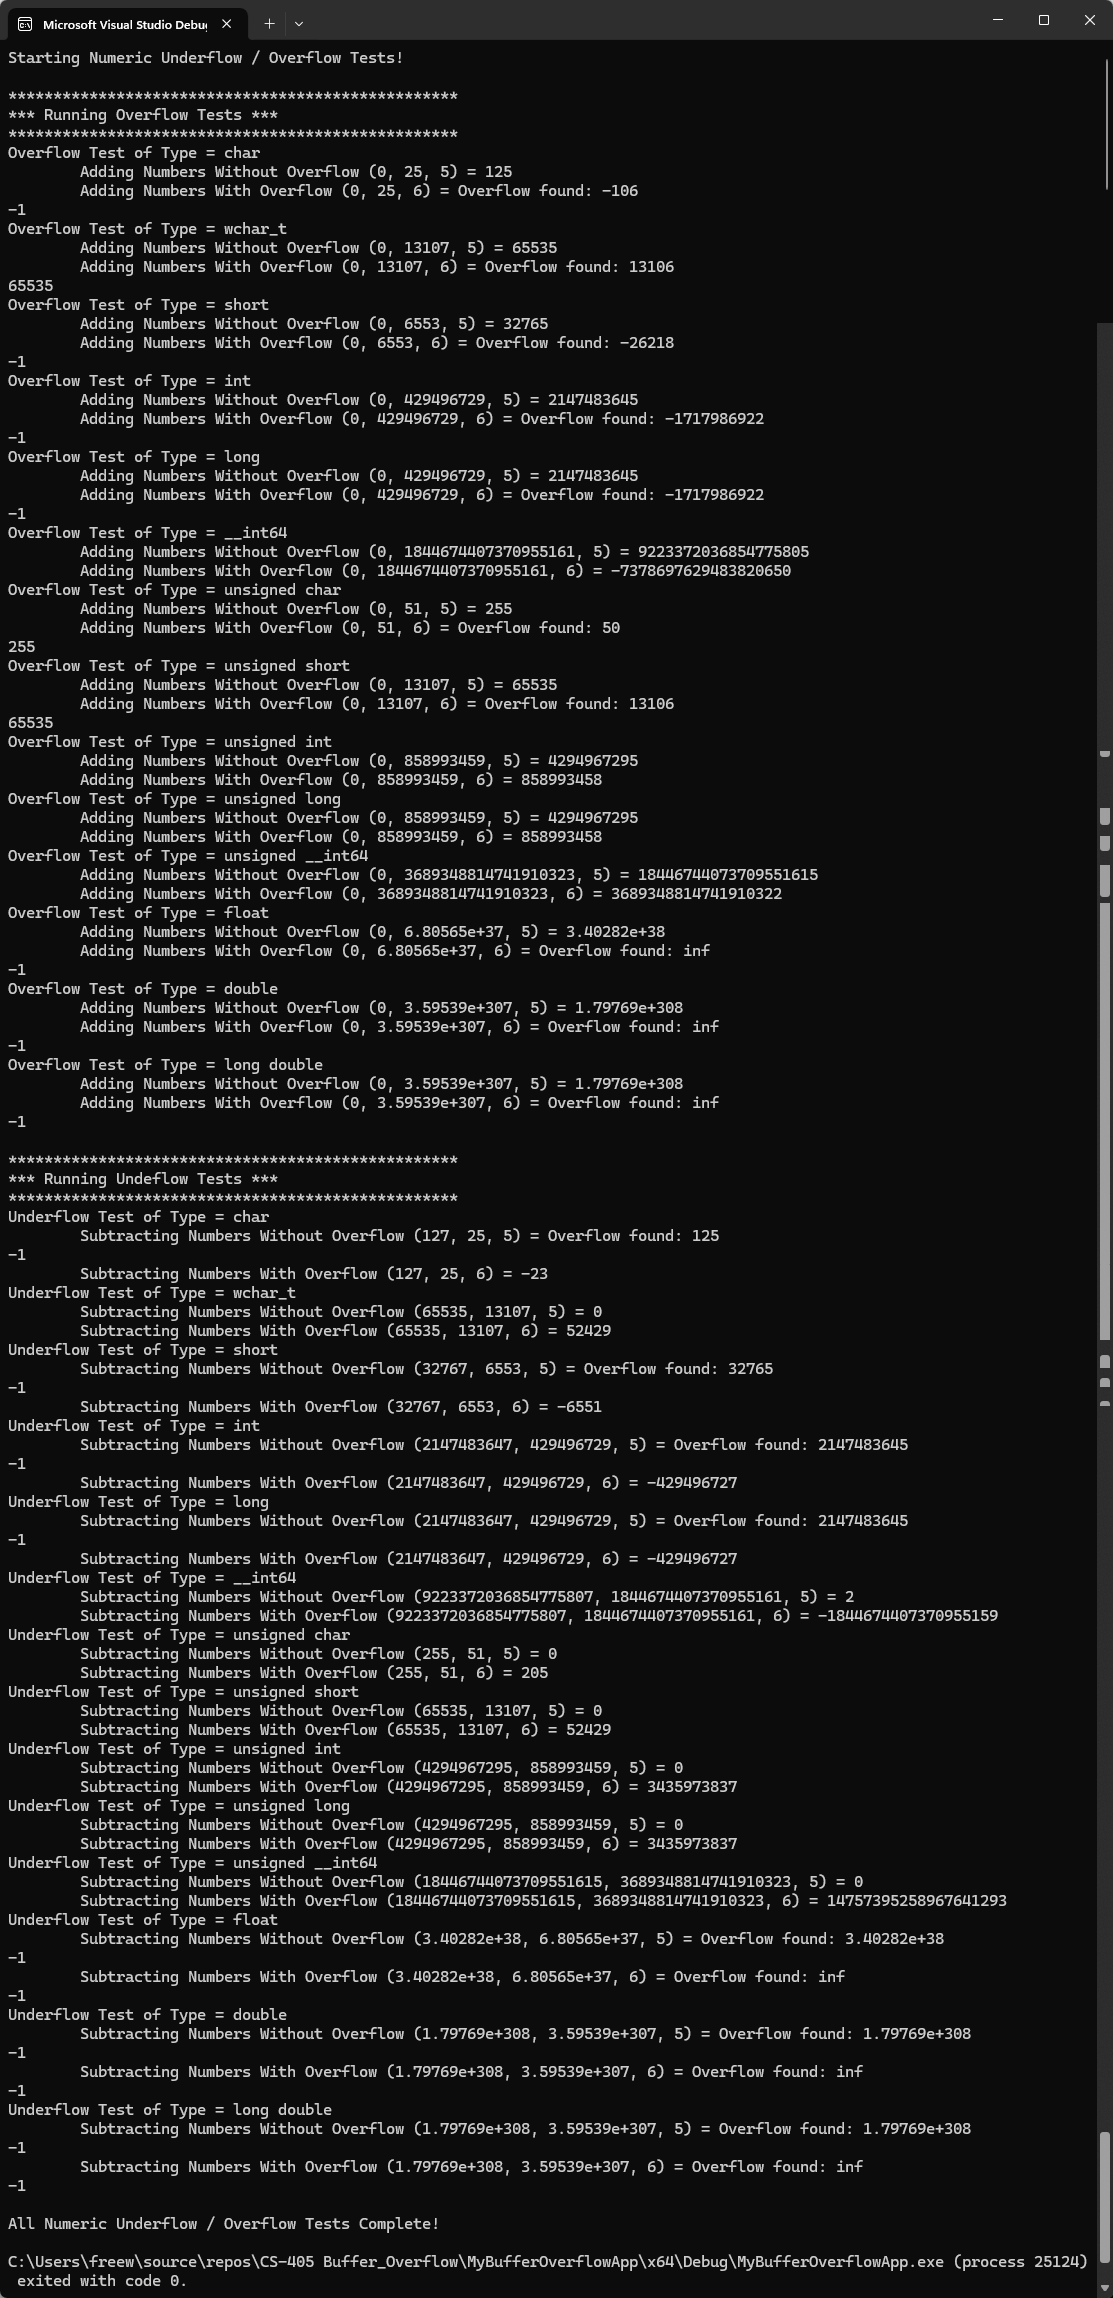 Microsoft Visual Studio Debu
Starting Numeric Underflow / Overflow Tests!
**************************************************
*** Running Overflow Tests ***
**************************************************
Overflow Test of Type = char
Adding Numbers Without Overflow (0, 25, 5) = 125
Adding Numbers With Overflow (0, 25, 6) = Overflow found: -106
-1
Overflow Test of Type = wchar_t
Adding Numbers Without Overflow (0, 13107, 5) = 65535
Adding Numbers With Overflow (0, 13107, 6) = Overflow found: 13106
65535
Overflow Test of Type = short
Adding Numbers Without Overflow (0, 6553, 5) = 32765
Adding Numbers With Overflow (0, 6553, 6) = Overflow found: -26218
-1
Overflow Test of Type = int
Adding Numbers Without Overflow (0, 429496729, 5) = 2147483645
Adding Numbers With Overflow (0, 429496729, 6) = Overflow found: -1717986922
-1
Overflow Test of Type = long
Adding Numbers Without Overflow (0, 429496729, 5) = 2147483645
Adding Numbers With Overflow (0, 429496729, 6) = Overflow found: -1717986922
-1
Overflow Test of Type = __int64
Adding Numbers Without Overflow (0, 1844674407370955161, 5) = 9223372036854775805
Adding Numbers With Overflow (0, 1844674407370955161, 6) = -7378697629483820650
Overflow Test of Type = unsigned char
Adding Numbers Without Overflow (0, 51, 5) = 255
Adding Numbers With Overflow (0, 51, 6) = Overflow found: 50
255
Overflow Test of Type = unsigned short
Adding Numbers Without Overflow (0, 13107, 5) = 65535
Adding Numbers With Overflow (0, 13107, 6) = Overflow found: 13106
65535
Overflow Test of Type = unsigned int
Adding Numbers Without Overflow (0, 858993459, 5) = 4294967295
Adding Numbers With Overflow (0, 858993459, 6) = 858993458
Overflow Test of Type = unsigned long
Adding Numbers Without Overflow (0, 858993459, 5) = 4294967295
Adding Numbers With Overflow (0, 858993459, 6) = 858993458
Overflow Test of Type = unsigned __int64
Adding Numbers Without Overflow (0, 3689348814741910323, 5) = 18446744073709551615
Adding Numbers With Overflow (0, 3689348814741910323, 6) = 3689348814741910322
Overflow Test of Type = float
Adding Numbers Without Overflow (0, 6.80565e+37, 5) = 3.40282e+38
Adding Numbers With Overflow (0, 6.80565e+37, 6) = Overflow found: inf
-1
Overflow Test of Type = double
Adding Numbers Without Overflow (0, 3.59539e+307, 5) = 1.79769e+308
Adding Numbers With Overflow (0, 3.59539e+307, 6) = Overflow found: inf
-1
Overflow Test of Type = long double
Adding Numbers Without Overflow (0, 3.59539e+307, 5) = 1.79769e+308
Adding Numbers With Overflow (0, 3.59539e+307, 6) = Overflow found: inf
-1
**************************************************
*** Running Undeflow Tests ***
**************************************************
Underflow Test of Type = char
Subtracting Numbers Without Overflow (127, 25, 5) = Overflow found: 125
-1
Subtracting Numbers With Overflow (127, 25, 6) = -23
Underflow Test of Type = wchar_t
Subtracting Numbers Without Overflow (65535, 13107, 5) = 0
Subtracting Numbers With Overflow (65535, 13107, 6) = 52429
Underflow Test of Type = short
Subtracting Numbers Without Overflow (32767, 6553, 5) = Overflow found: 32765
-1
Subtracting Numbers With Overflow (32767, 6553, 6) = -6551
Underflow Test of Type = int
Subtracting Numbers Without Overflow (2147483647, 429496729, 5) = Overflow found: 2147483645
-1
Subtracting Numbers With Overflow (2147483647, 429496729, 6) = -429496727
Underflow Test of Type = long
Subtracting Numbers Without Overflow (2147483647, 429496729, 5) = Overflow found: 2147483645
-1
Subtracting Numbers With Overflow (2147483647, 429496729, 6) = -429496727
Underflow Test of Type = __int64
Subtracting Numbers Without Overflow (9223372036854775807, 1844674407370955161, 5) = 2
Subtracting Numbers With Overflow (9223372036854775807, 1844674407370955161, 6) = -1844674407370955159
Underflow Test of Type = unsigned char
Subtracting Numbers Without Overflow (255, 51, 5) = 0
Subtracting Numbers With Overflow (255, 51, 6) = 205
Underflow Test of Type = unsigned short
Subtracting Numbers Without Overflow (65535, 13107, 5) = 0
Subtracting Numbers With Overflow (65535, 13107, 6) = 52429
Underflow Test of Type = unsigned int
Subtracting Numbers Without Overflow (4294967295, 858993459, 5) = 0
Subtracting Numbers With Overflow (4294967295, 858993459, 6) = 3435973837
Underflow Test of Type = unsigned long
Subtracting Numbers Without Overflow (4294967295, 858993459, 5) = 0
Subtracting Numbers With Overflow (4294967295, 858993459, 6) = 3435973837
Underflow Test of Type = unsigned __int64
Subtracting Numbers Without Overflow (18446744073709551615, 3689348814741910323, 5) = 0
Subtracting Numbers With Overflow (18446744073709551615, 3689348814741910323, 6) = 14757395258967641293
Underflow Test of Type = float
Subtracting Numbers Without Overflow (3.40282e+38, 6.80565e+37, 5) = Overflow found: 3.40282e+38
-1
Subtracting Numbers With Overflow (3.40282e+38, 6.80565e+37, 6) = Overflow found: inf
-1
Underflow Test of Type = double
Subtracting Numbers Without Overflow (1.79769e+308, 3.59539e+307, 5) = Overflow found: 1.79769e+308
-1
Subtracting Numbers With Overflow (1.79769e+308, 3.59539e+307, 6) = Overflow found: inf
-1
Underflow Test of Type = long double
Subtracting Numbers Without Overflow (1.79769e+308, 3.59539e+307, 5) = Overflow found: 1.79769e+308
-1
Subtracting Numbers With Overflow (1.79769e+308, 3.59539e+307, 6) = Overflow found: inf
-1
All Numeric Underflow / Overflow Tests Complete!
C:\Users\freew\source\repos\CS-405 Buffer_Overflow\MyBufferOverflowApp\x64\Debug\MyBufferOverflowApp.exe (process 25124)
exited with code 0.